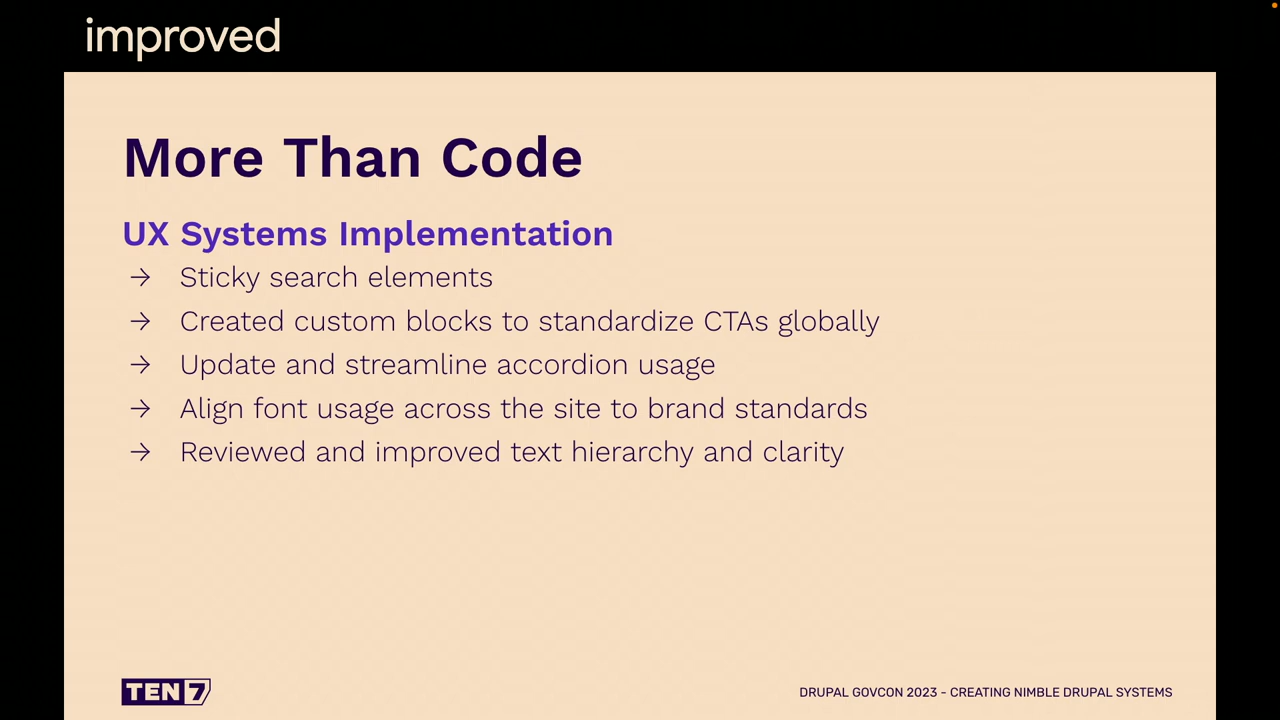 improved
More Than Code
UX Systems Implementation
→ Sticky search elements
→ Created custom blocks to standardize CTAs globally
→ Update and streamline accordion usage
→ Align font usage across the site to brand standards
→ Reviewed and improved text hierarchy and clarity
TEN7
DRUPAL GOVCON 2023 - CREATING NIMBLE DRUPAL SYSTEMS